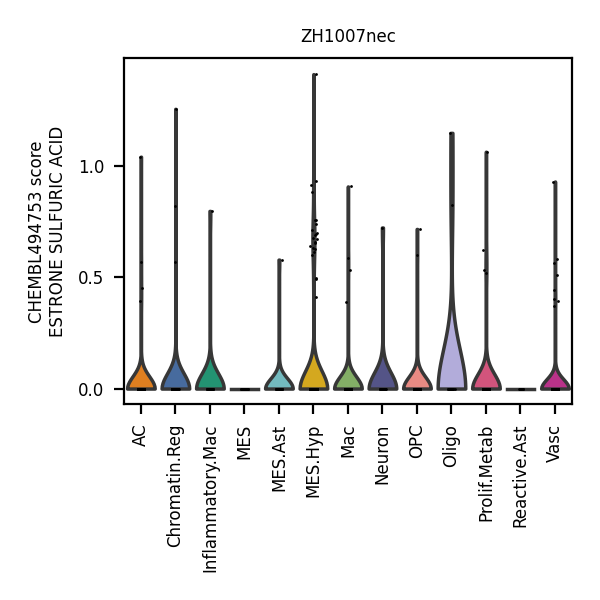 ZH1007nec
CHEMBL494753 score
ESTRONE SULFURIC ACID
1.0
0.5
0.0
AC
Chromatin.Reg
Inflammatory.Mac
MES
MES.Ast
MES.Hyp
Mac
Neuron
OPC
Oligo
Prolif.Metab
Reactive.Ast
Vasc